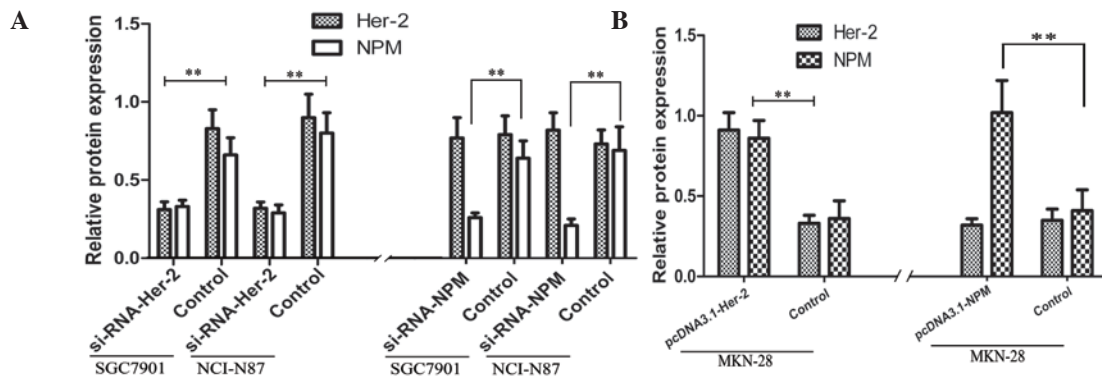 A
Relative protein expression
1.5
1.0
0.5
0.0
Her-2
NPM
**
**
**
**
si-RNA-Her-2
Control
si-RNA-Her-2
Control
si-RNA-NPM
Control
si-RNA-NPM
Control
SGC7901
NCI-N87
SGC7901
NCI-N87
B
Relative protein expression
1.5
1.0
0.5
0.0
Her-2
NPM
**
**
pcDNA3.1-Her-2
Control
pcDNA3.1-NPM
Control
MKN-28
MKN-28